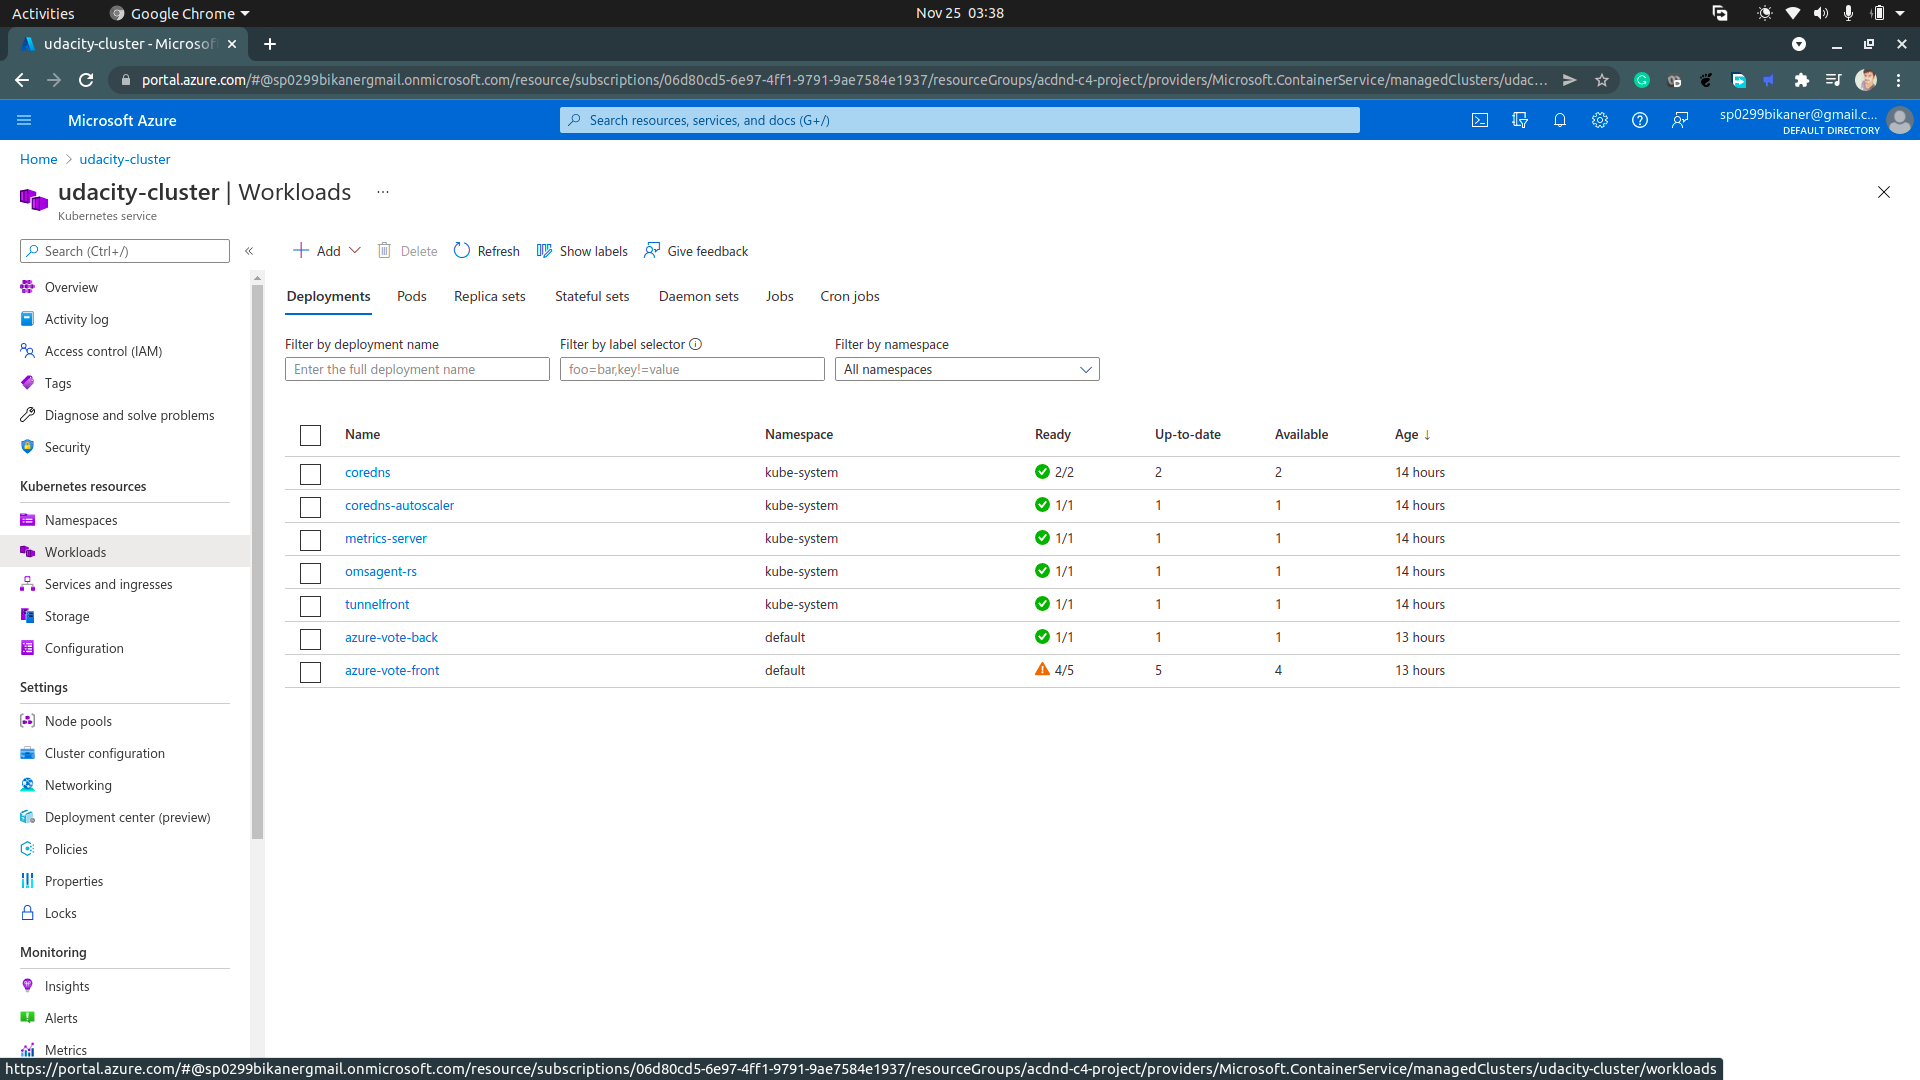 Activities
Google Chrome
Nov 25 03:38
udacity-cluster - Microsof
portal.azure.com/#@sp0299bikanergmail.onmicrosoft.com/resource/subscriptions/06d80cd5-6e97-4ff1-9791-9ae7584e1937/resourceGroups/acdnd-c4-project/providers/Microsoft.ContainerService/managedClusters/udac...
Microsoft Azure
Search resources, services, and docs (G+/)
sp0299bikaner@gmail.c...
DEFAULT DIRECTORY
Home > udacity-cluster
udacity-cluster | Workloads ...
Kubernetes service
Search (Ctrl+/)
«
Overview
Activity log
Access control (IAM)
Tags
Diagnose and solve problems
Security
Kubernetes resources
Namespaces
Workloads
Services and ingresses
Storage
Configuration
Settings
Node pools
Cluster configuration
Networking
Deployment center (preview)
Policies
Properties
Locks
Monitoring
Insights
Alerts
Metrics
Add Delete Refresh Show labels Give feedback
Deployments Pods Replica sets Stateful sets Daemon sets Jobs Cron jobs
Filter by deployment name Filter by label selector Filter by namespace
Enter the full deployment name foo=bar,key!=value All namespaces
Name Namespace Ready Up-to-date Available Age ↓
coredns kube-system 2/2 2 2 14 hours
coredns-autoscaler kube-system 1/1 1 1 14 hours
metrics-server kube-system 1/1 1 1 14 hours
omsagent-rs kube-system 1/1 1 1 14 hours
tunnelfront kube-system 1/1 1 1 14 hours
azure-vote-back default 1/1 1 1 13 hours
azure-vote-front default 4/5 5 4 13 hours
https://portal.azure.com/#@sp0299bikanergmail.onmicrosoft.com/resource/subscriptions/06d80cd5-6e97-4ff1-9791-9ae7584e1937/resourceGroups/acdnd-c4-project/providers/Microsoft.ContainerService/managedClusters/udacity-cluster/workloads